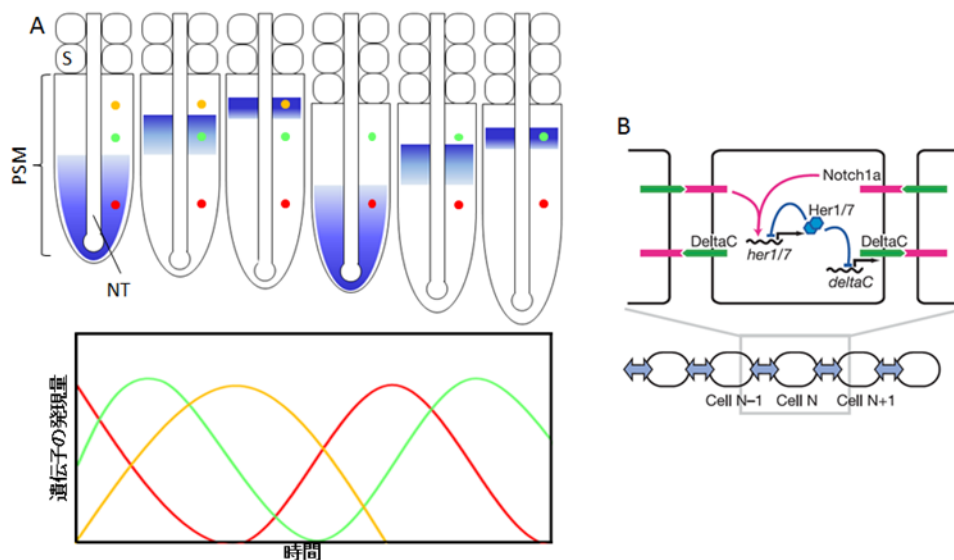 A
S
PSM
NT
遺伝子の発現量
時間
B
Notch1a
Her1/7
DeltaC
her1/7
DeltaC
deltaC
Cell N−1
Cell N
Cell N+1